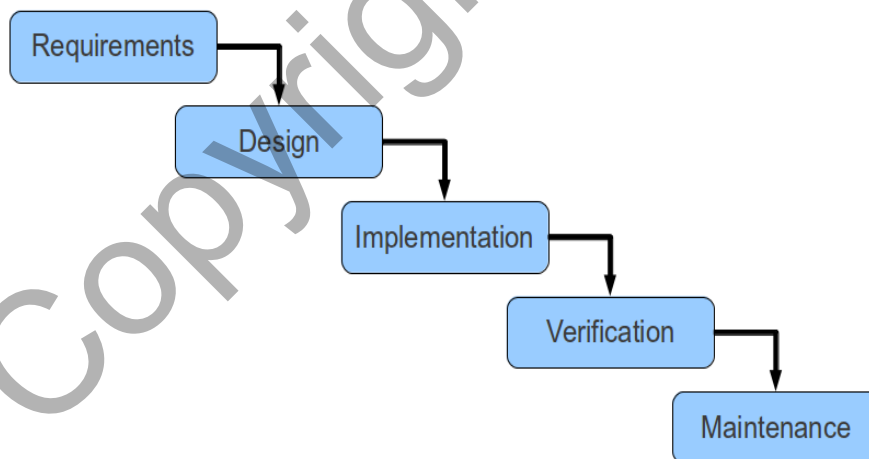 Requirements
Design
Implementation
Verification
Maintenance
Copyrig